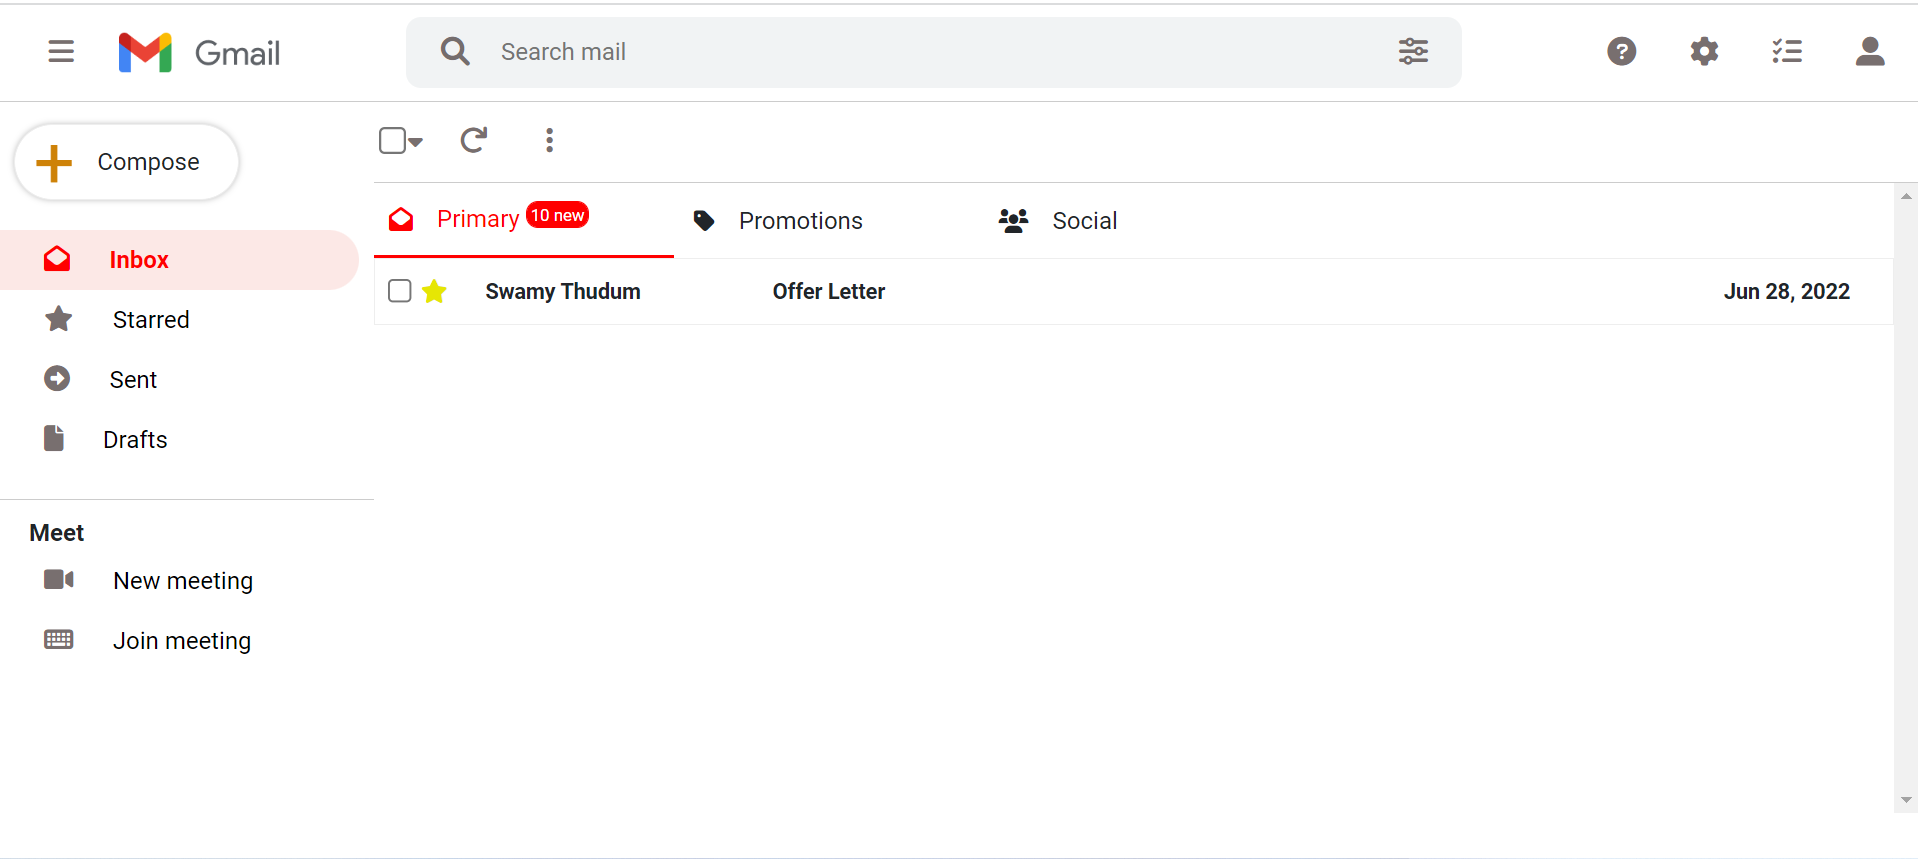 Gmail
Search mail
Compose
Inbox
Starred
Sent
Drafts
Meet
New meeting
Join meeting
Primary 10 new Promotions Social
Swamy Thudum Offer Letter Jun 28, 2022